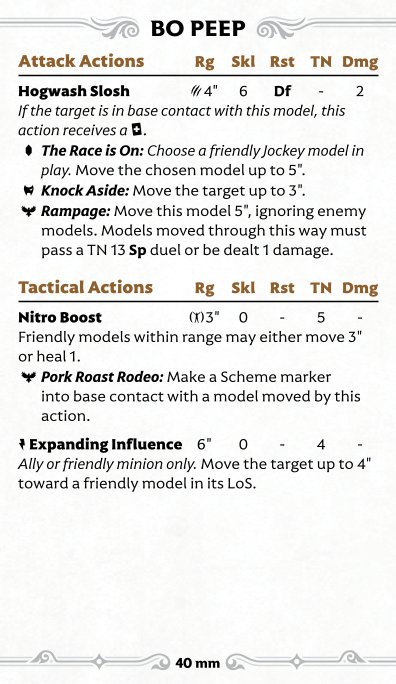 BO PEEP
Attack Actions Rg Skl Rst TN Dmg
Hogwash Slosh 4" 6 Df - 2
If the target is in base contact with this model, this
action receives a .
The Race is On: Choose a friendly Jockey model in
play. Move the chosen model up to 5".
Knock Aside: Move the target up to 3".
Rampage: Move this model 5", ignoring enemy
models. Models moved through this way must
pass a TN 13 Sp duel or be dealt 1 damage.
Tactical Actions Rg Skl Rst TN Dmg
Nitro Boost 3" 0 - 5 -
Friendly models within range may either move 3"
or heal 1.
Pork Roast Rodeo: Make a Scheme marker
into base contact with a model moved by this
action.
Expanding Influence 6" 0 - 4 -
Ally or friendly minion only. Move the target up to 4"
toward a friendly model in its LoS.
40 mm